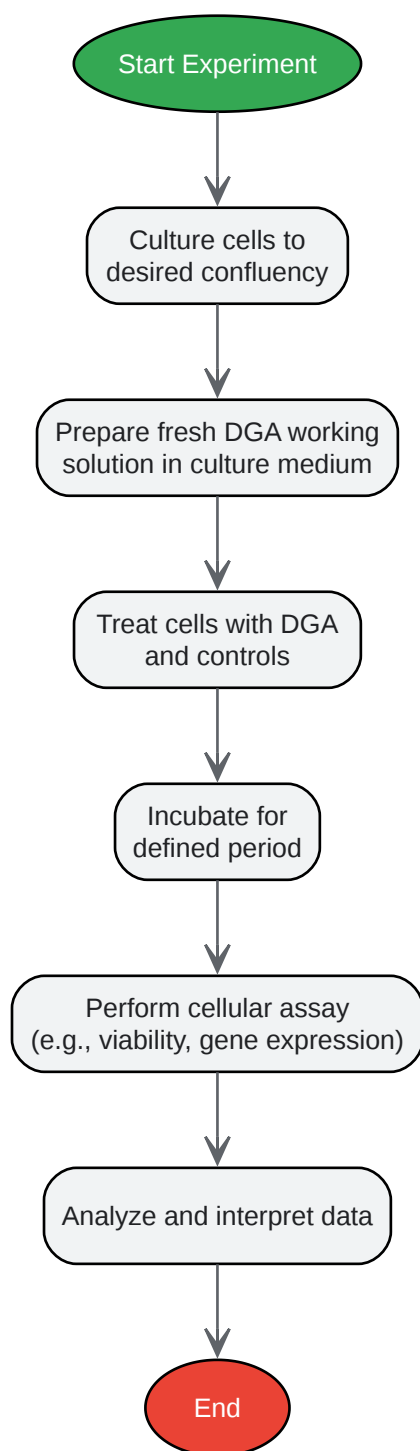 Start Experiment
Culture cells to
desired confluency
Prepare fresh DGA working
solution in culture medium
Treat cells with DGA
and controls
Incubate for
defined period
Perform cellular assay
(e.g., viability, gene expression)
Analyze and interpret data
End